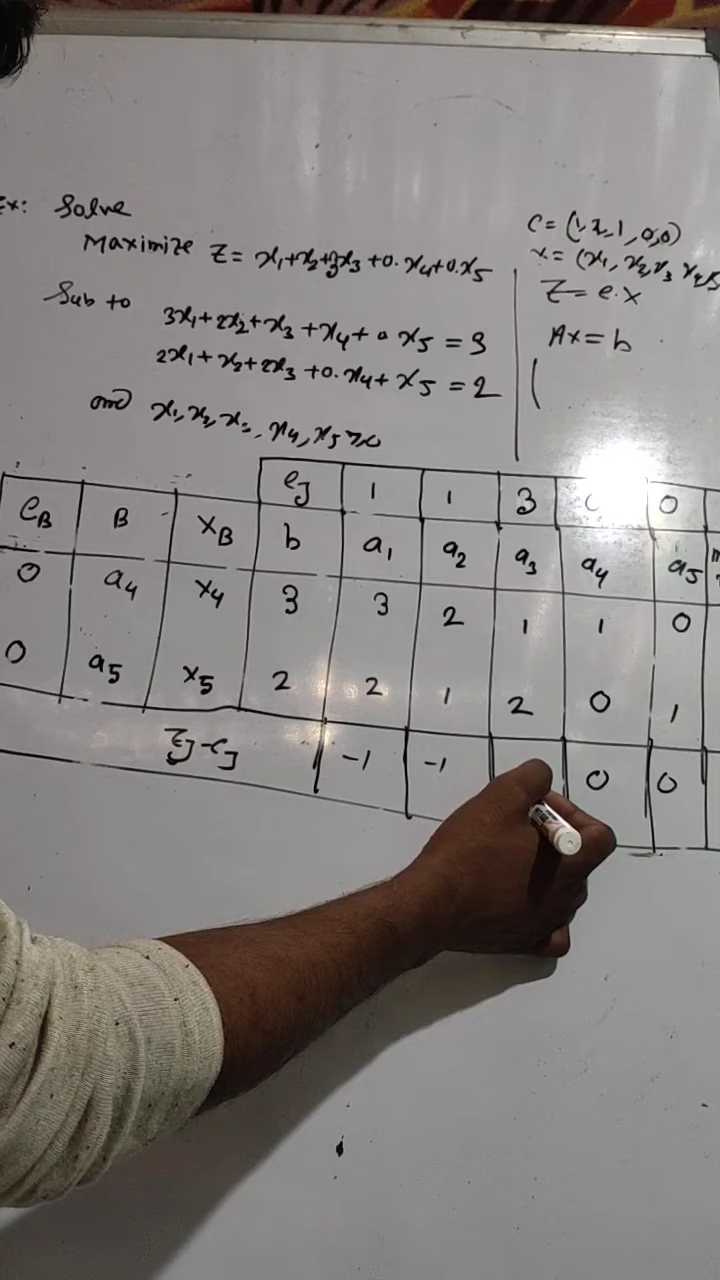 Ex: Solve
Maximize Z = x₁+x₂+3x₃+0.x₄+0.x₅
Sub to 3x₁+2x₂+x₃+x₄+0 x₅ = 3
2x₁+x₂+2x₃+0.x₄+x₅ = 2
and x₁, x₂, x₃, x₄, x₅ ≥0
C = (1, 1, 1, 0, 0)
x = (x₁, x₂, x₃ x₄
Z = c.x
Ax = b
(
cj 1 1 3 0
CB B XB b a₁ a₂ a₃ a₄ a₅
0 a₄ x₄ 3 3 2 1 1 0
0 a₅ x₅ 2 2 1 2 0 1
Zj-Cj -1 -1 0 0